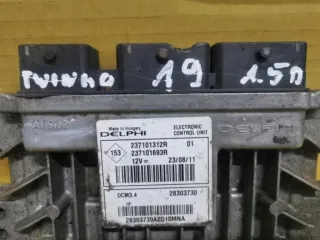 TWINGO 19 1.5D
Made in Hungary
DELPHI
ELECTRONIC
CONTROL UNIT
153
237101312R 01
237101693R
12V= 23/08/11
DCM3.4 28303730
28303730AZD10MNA
DELPHI